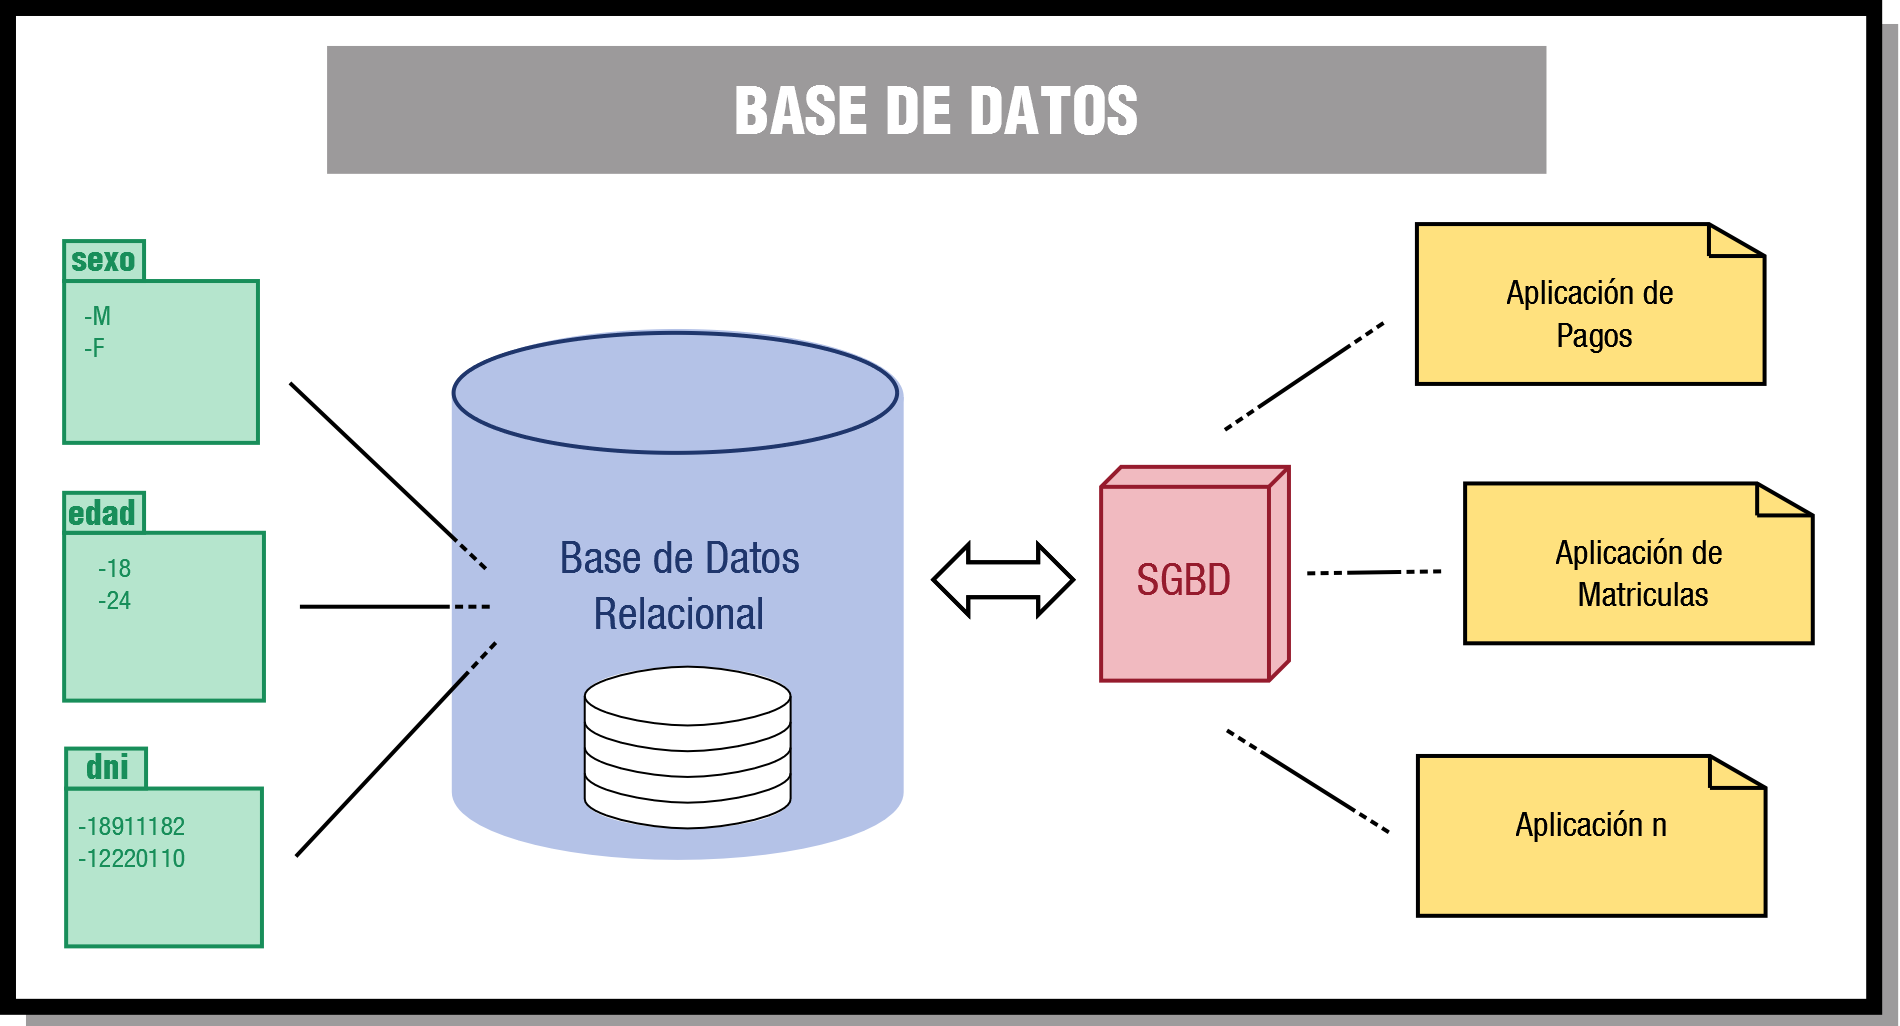 BASE DE DATOS
sexo
-M
-F
edad
-18
-24
dni
-18911182
-12220110
Base de Datos
Relacional
SGBD
Aplicación de
Pagos
Aplicación de
Matriculas
Aplicación n